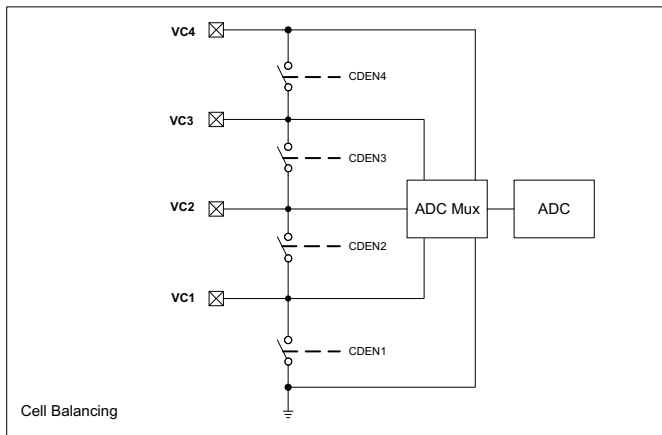 VC4
CDEN4
VC3
CDEN3
VC2
ADC Mux
ADC
CDEN2
VC1
CDEN1
Cell Balancing